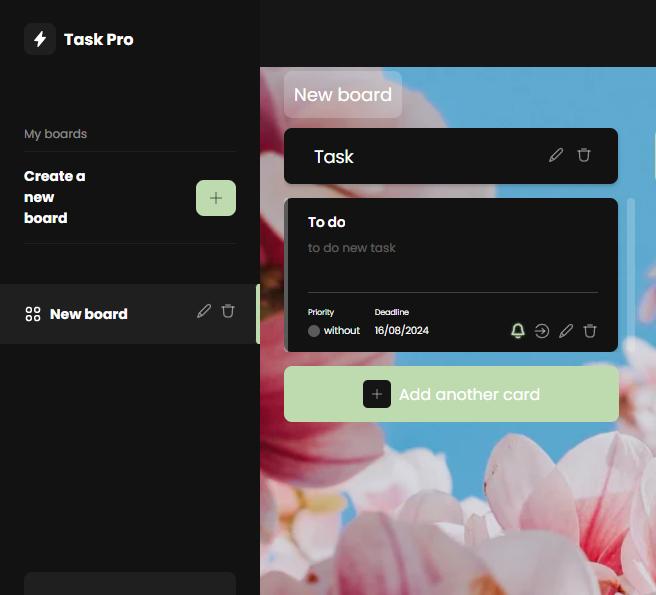 Task Pro
My boards
Create a
new
board
New board
New board
Task
To do
to do new task
Priority
Deadline
without
16/08/2024
Add another card